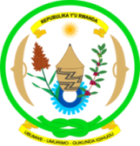 REPUBULIKA Y'U RWANDA
UBUMWE - UMURIMO - GUKUNDA IGIHUGU